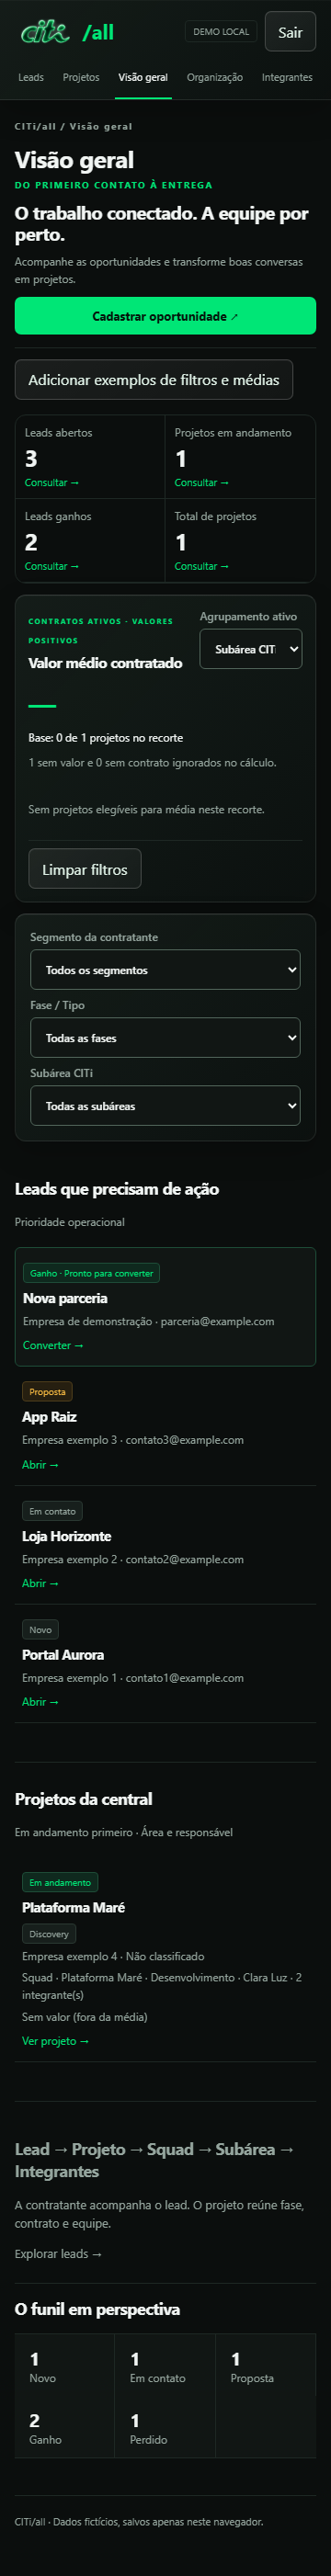 citi /all
DEMO LOCAL
Sair
Leads Projetos Visão geral Organização Integrantes
CITi/all / Visão geral
Visão geral
DO PRIMEIRO CONTATO À ENTREGA
O trabalho conectado. A equipe por
perto.
Acompanhe as oportunidades e transforme boas conversas
em projetos.
Cadastrar oportunidade ↗
Adicionar exemplos de filtros e médias
Leads abertos
3
Consultar →
Projetos em andamento
1
Consultar →
Leads ganhos
2
Consultar →
Total de projetos
1
Consultar →
CONTRATOS ATIVOS · VALORES
POSITIVOS
Valor médio contratado
Agrupamento ativo
Subárea CITi
—
Base: 0 de 1 projetos no recorte
1 sem valor e 0 sem contrato ignorados no cálculo.
Sem projetos elegíveis para média neste recorte.
Limpar filtros
Segmento da contratante
Todos os segmentos
Fase / Tipo
Todas as fases
Subárea CITi
Todas as subáreas
Leads que precisam de ação
Prioridade operacional
Ganho · Pronto para converter
Nova parceria
Empresa de demonstração · parceria@example.com
Converter →
Proposta
App Raiz
Empresa exemplo 3 · contato3@example.com
Abrir →
Em contato
Loja Horizonte
Empresa exemplo 2 · contato2@example.com
Abrir →
Novo
Portal Aurora
Empresa exemplo 1 · contato1@example.com
Abrir →
Projetos da central
Em andamento primeiro · Área e responsável
Em andamento
Plataforma Maré
Discovery
Empresa exemplo 4 · Não classificado
Squad · Plataforma Maré · Desenvolvimento · Clara Luz · 2
integrante(s)
Sem valor (fora da média)
Ver projeto →
Lead → Projeto → Squad → Subárea →
Integrantes
A contratante acompanha o lead. O projeto reúne fase,
contrato e equipe.
Explorar leads →
O funil em perspectiva
1
Novo
1
Em contato
1
Proposta
2
Ganho
1
Perdido
CITi/all · Dados fictícios, salvos apenas neste navegador.